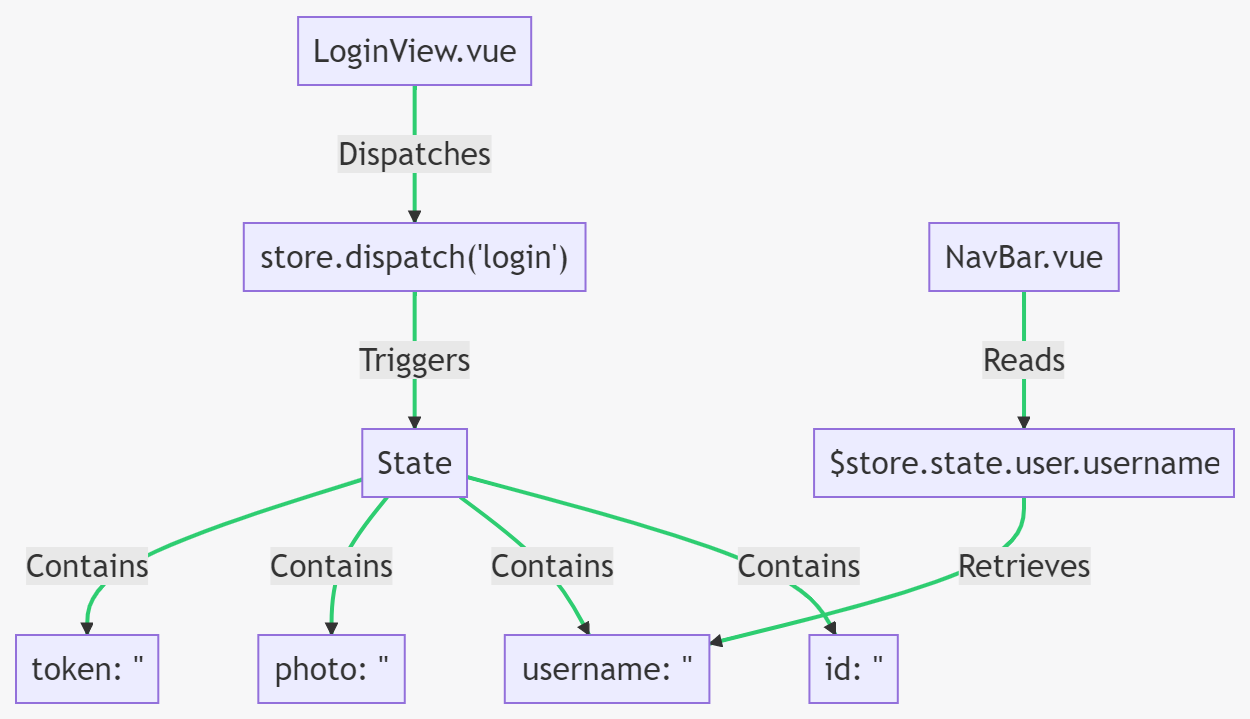 LoginView.vue
Dispatches
store.dispatch('login')
NavBar.vue
Triggers
Reads
State
$store.state.user.username
Contains
Contains
Contains
Contains
Retrieves
token: "
photo: "
username: "
id: "